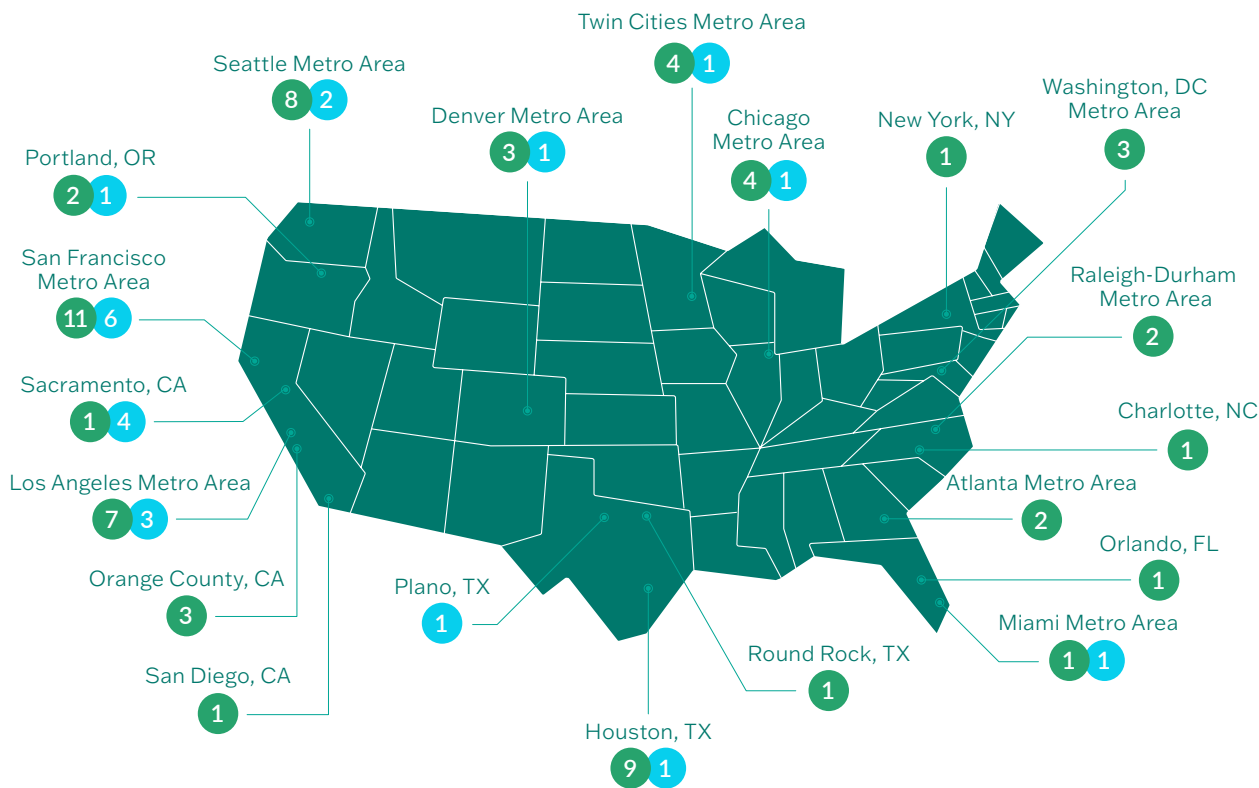 Twin Cities Metro Area
4 1
Seattle Metro Area
8 2
Washington, DC
Metro Area
3
Denver Metro Area
3 1
Chicago
Metro Area
4 1
New York, NY
1
Portland, OR
2 1
San Francisco
Metro Area
11 6
Raleigh-Durham
Metro Area
2
Sacramento, CA
1 4
Charlotte, NC
1
Los Angeles Metro Area
7 3
Atlanta Metro Area
2
Orlando, FL
1
Orange County, CA
3
Plano, TX
1
Miami Metro Area
1 1
Round Rock, TX
1
San Diego, CA
1
Houston, TX
9 1